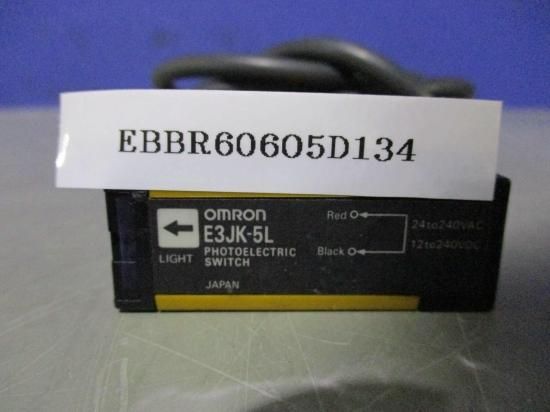 EBBR60605D134
OMRON
E3JK-5L
PHOTOELECTRIC
SWITCH
LIGHT
JAPAN
Red
Black
24to240VAC
12to240VDC